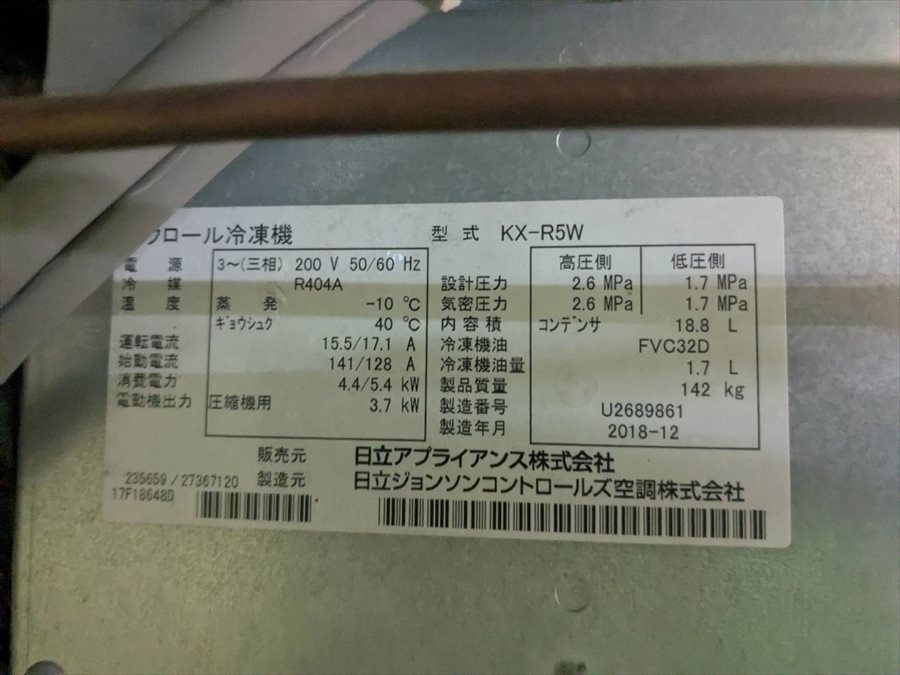 ロール冷凍機 型式 KX-R5W
電源 3～(三相) 200 V 50/60 Hz
冷媒 R404A
温度 蒸発 -10 ℃
ｷﾞｮｳｼｭｸ 40 ℃
運転電流 15.5/17.1 A
始動電流 141/128 A
消費電力 4.4/5.4 kW
電動機出力 圧縮機用 3.7 kW
高圧側 低圧側
設計圧力 2.6 MPa 1.7 MPa
気密圧力 2.6 MPa 1.7 MPa
内容積 ｺﾝﾃﾞﾝｻ 18.8 L
冷凍機油 FVC32D
冷凍機油量 1.7 L
製品質量 142 kg
製造番号 U2689861
製造年月 2018-12
販売元 日立アプライアンス株式会社
235659/27367120 製造元 日立ジョンソンコントロールズ空調株式会社
17F18648D